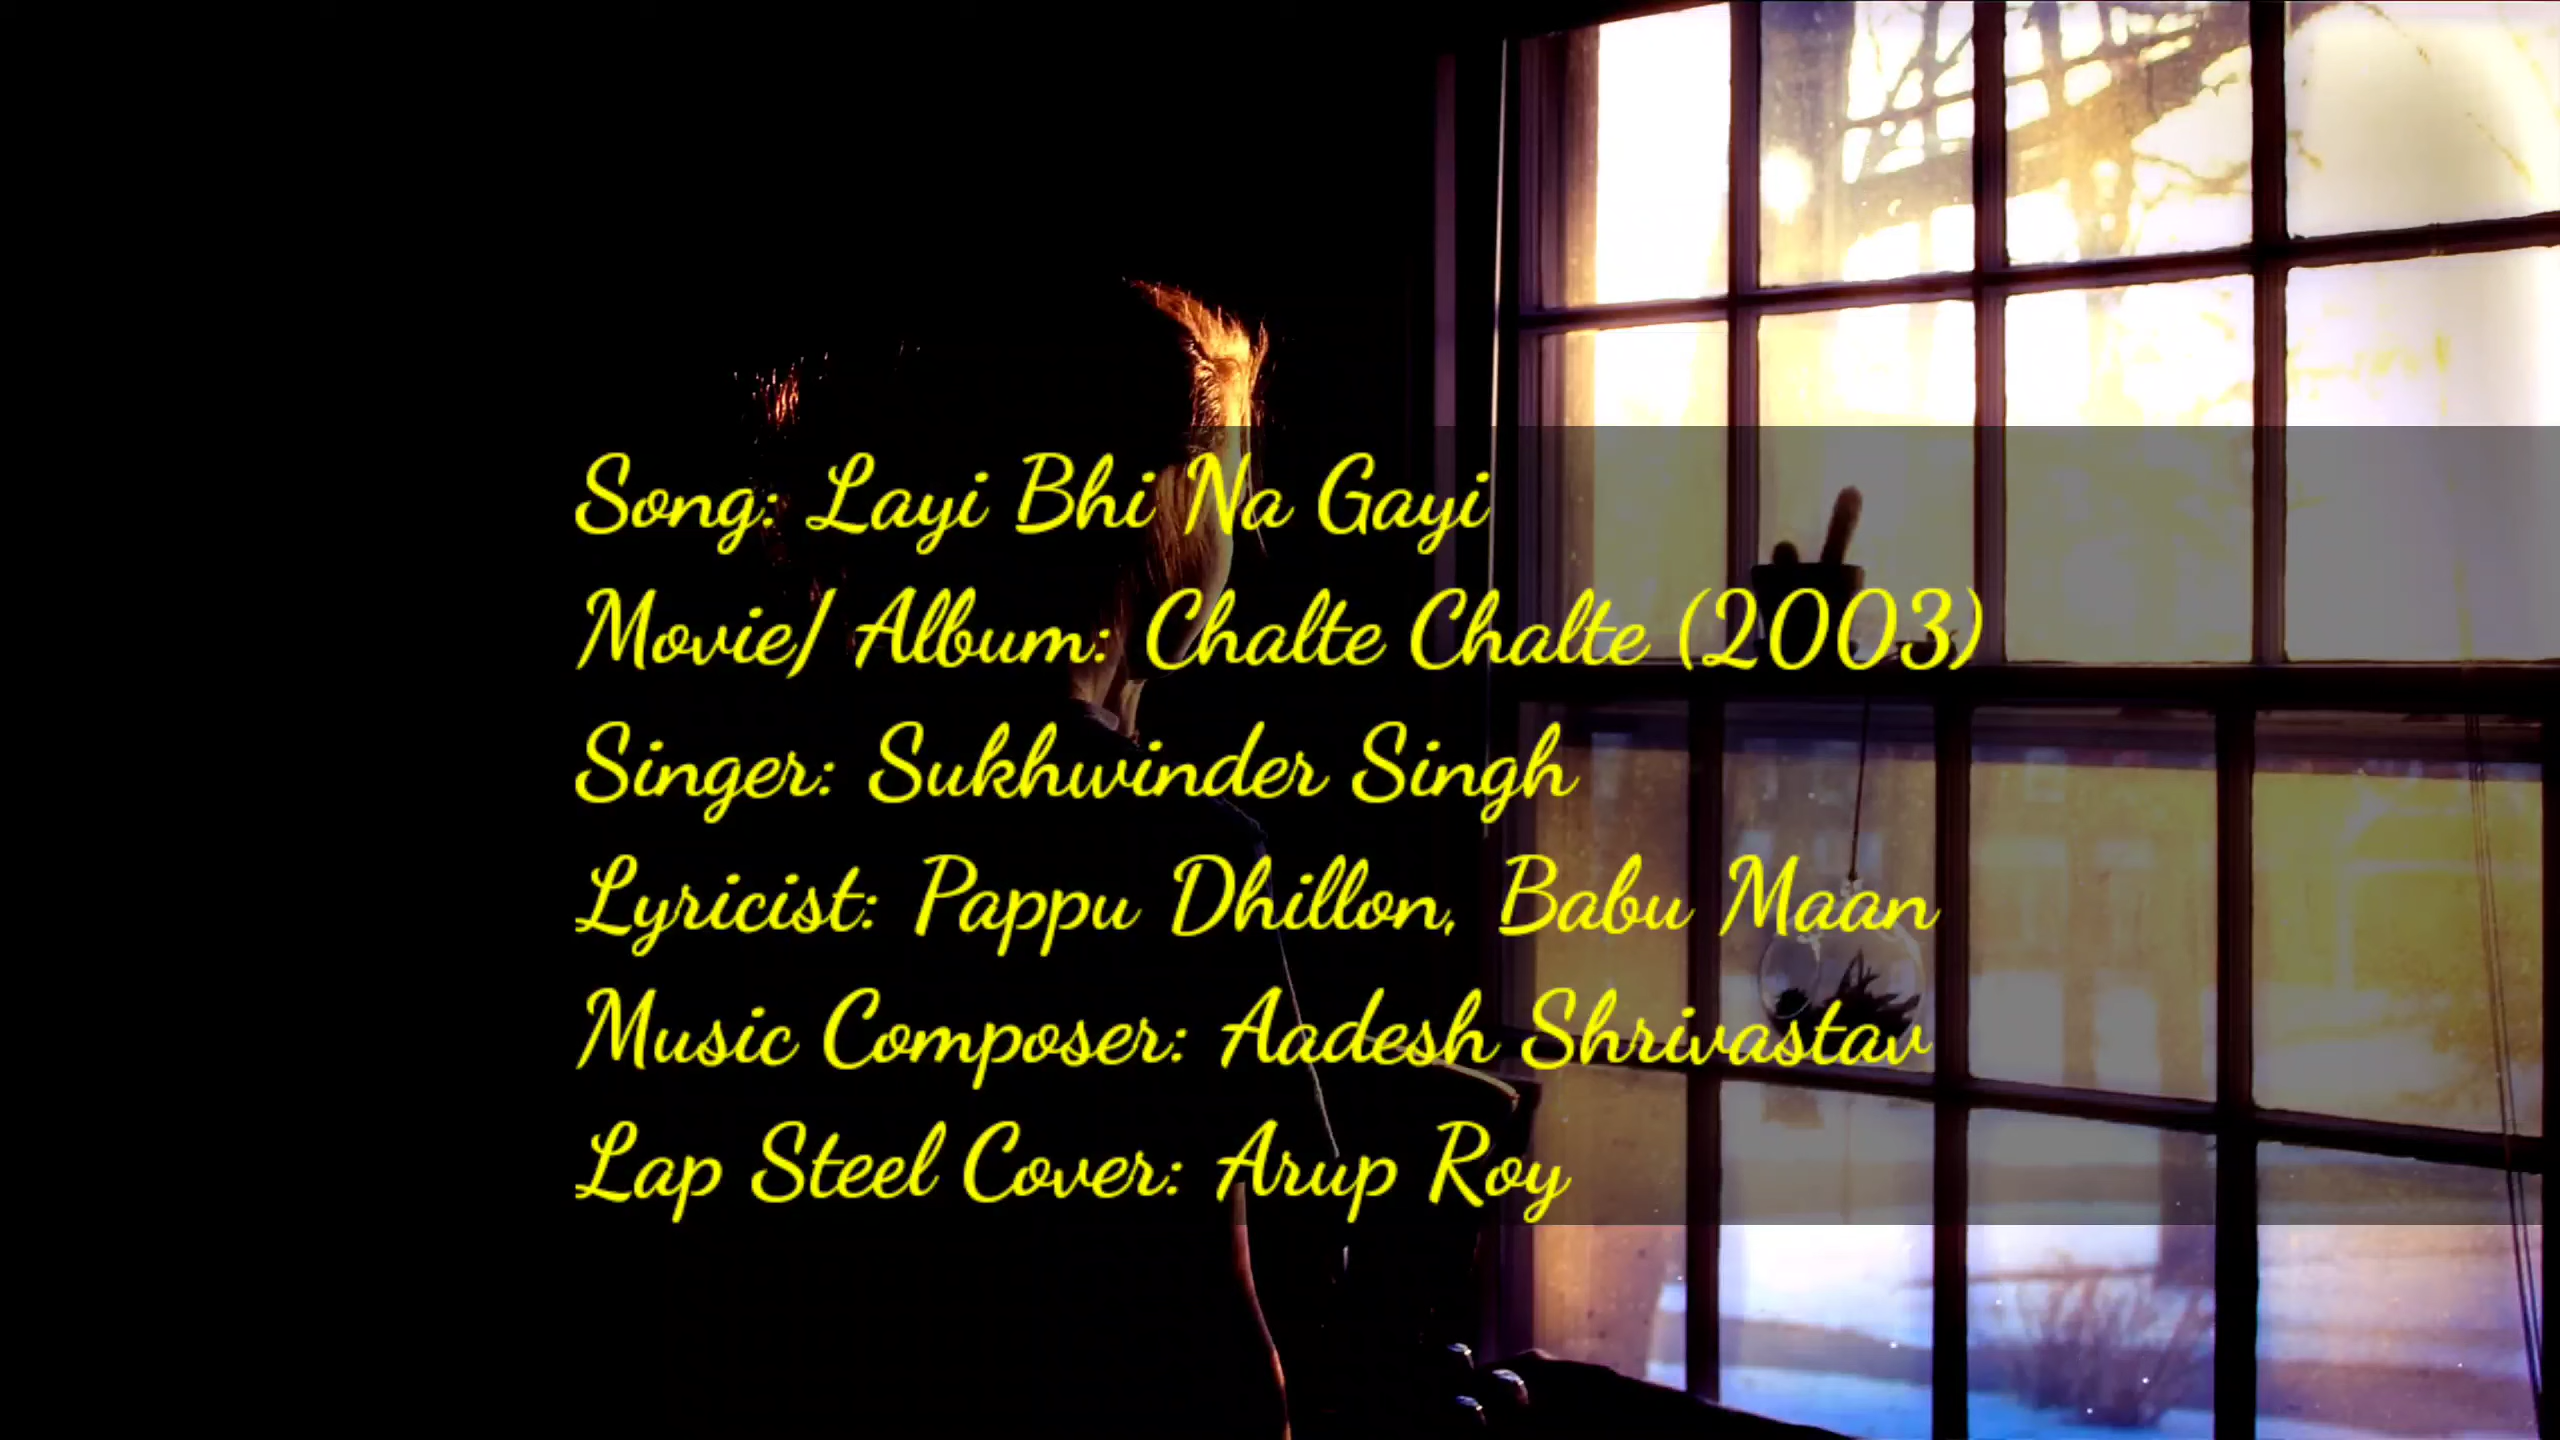 Song: Layi Bhi Na Gayi
Movie/ Album: Chalte Chalte (2003)
Singer: Sukhwinder Singh
Lyricist: Pappu Dhillon, Babu Maan
Music Composer: Aadesh Shrivastav
Lap Steel Cover: Arup Roy